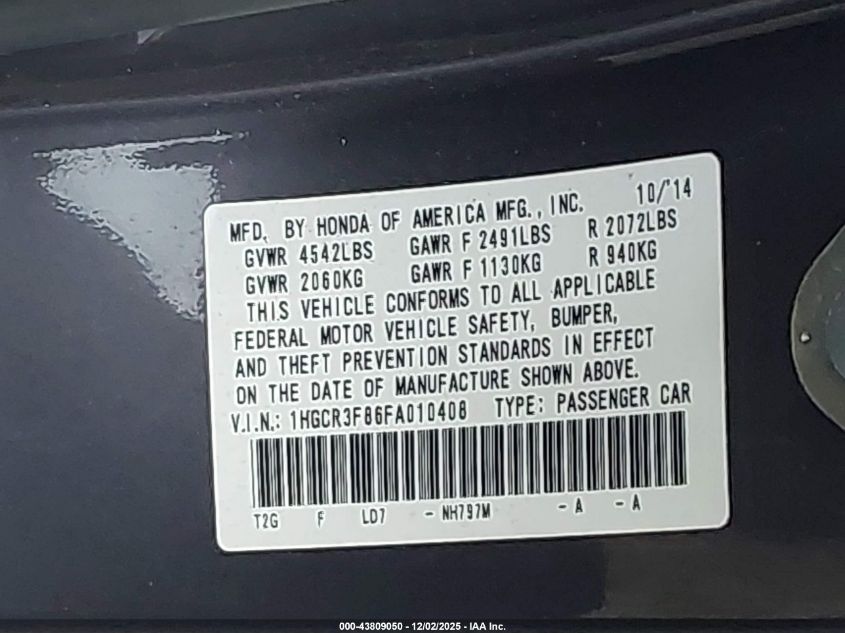 MFD. BY HONDA OF AMERICA MFG., INC. 10/'14
GVWR 4542LBS GAWR F 2491LBS R 2072LBS
GVWR 2060KG GAWR F 1130KG R 940KG
THIS VEHICLE CONFORMS TO ALL APPLICABLE
FEDERAL MOTOR VEHICLE SAFETY, BUMPER,
AND THEFT PREVENTION STANDARDS IN EFFECT
ON THE DATE OF MANUFACTURE SHOWN ABOVE.
V.I.N.: 1HGCR3F86FA010408 TYPE: PASSENGER CAR
T2G F LD7 - NH797M - A - A
000-43809050 - 12/02/2025 - IAA Inc.